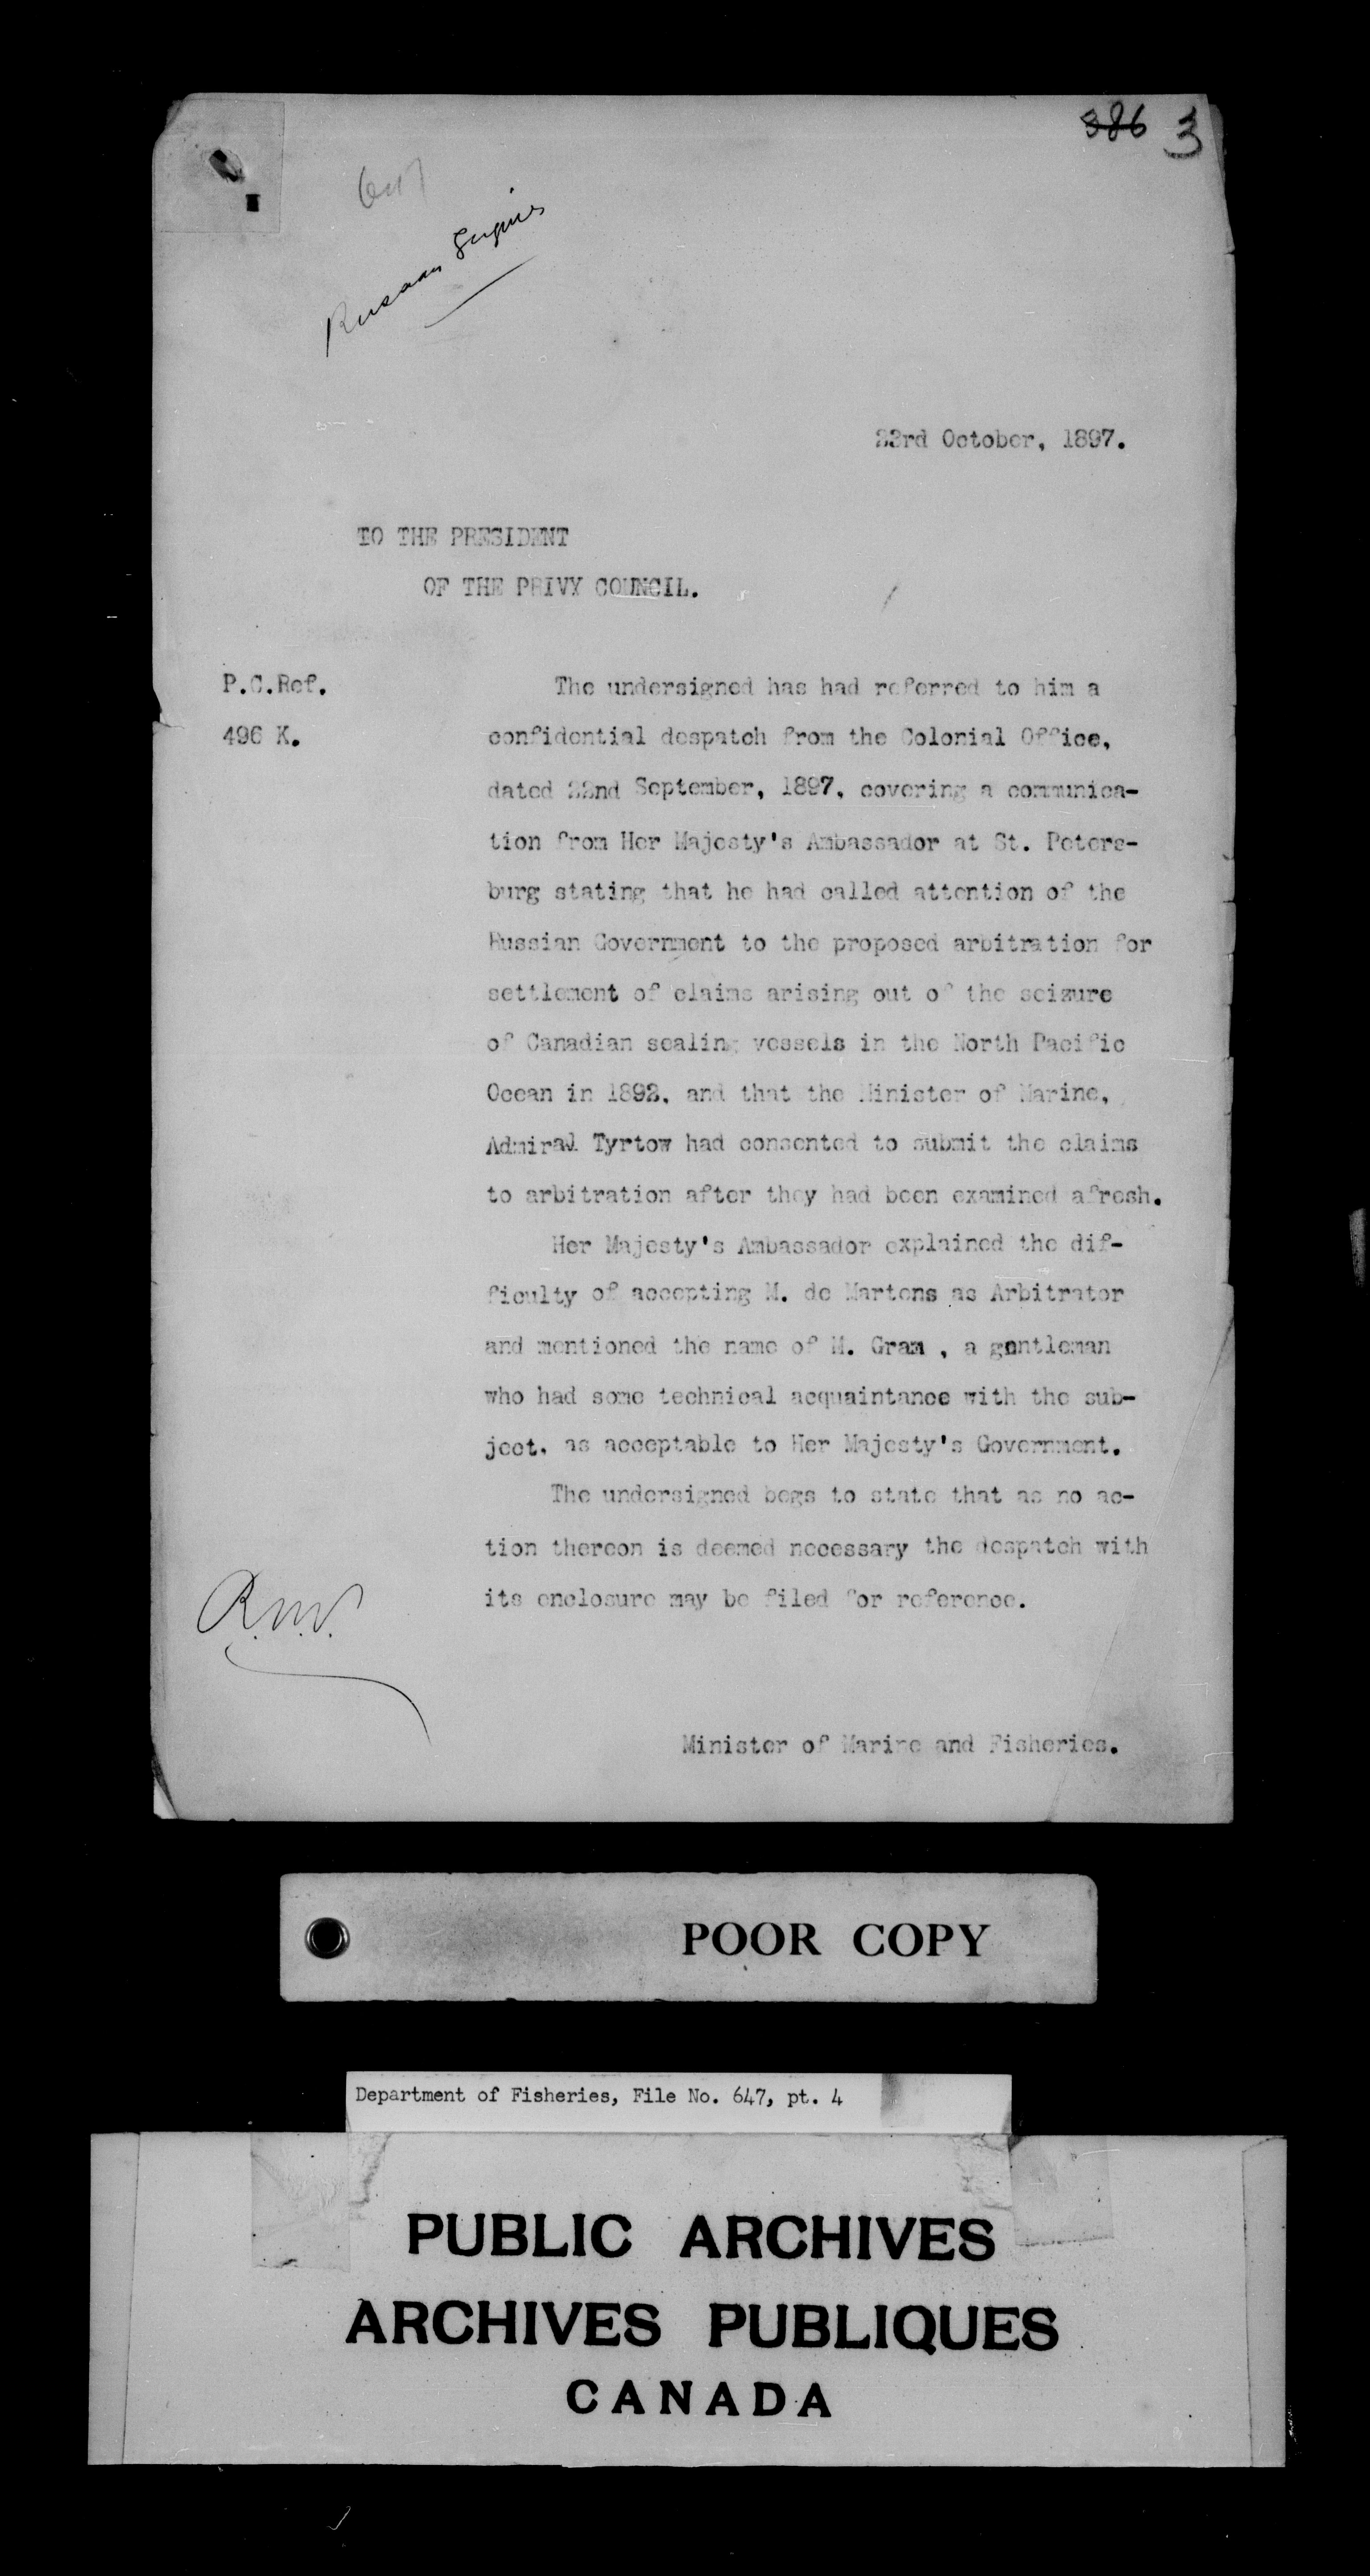 386 3
647
Russian Seizures
23rd October, 1897.
TO THE PRESIDENT
OF THE PRIVY COUNCIL.
P.C.Ref.
496 K.
The undersigned has had referred to him a
confidential despatch from the Colonial Office,
dated 22nd September, 1897, covering a communica-
tion from Her Majesty's Ambassador at St. Peters-
burg stating that he had called attention of the
Russian Government to the proposed arbitration for
settlement of claims arising out of the seizure
of Canadian sealing vessels in the North Pacific
Ocean in 1892, and that the Minister of Marine,
Admiral Tyrtow had consented to submit the claims
to arbitration after they had been examined afresh.
Her Majesty's Ambassador explained the dif-
ficulty of accepting M. de Martens as Arbitrator
and mentioned the name of M. Gram , a gentleman
who had some technical acquaintance with the sub-
ject, as acceptable to Her Majesty's Government.
The undersigned begs to state that as no ac-
tion thereon is deemed necessary the despatch with
its enclosure may be filed for reference.
Minister of Marine and Fisheries.
POOR COPY
Department of Fisheries, File No. 647, pt. 4
PUBLIC ARCHIVES
ARCHIVES PUBLIQUES
CANADA